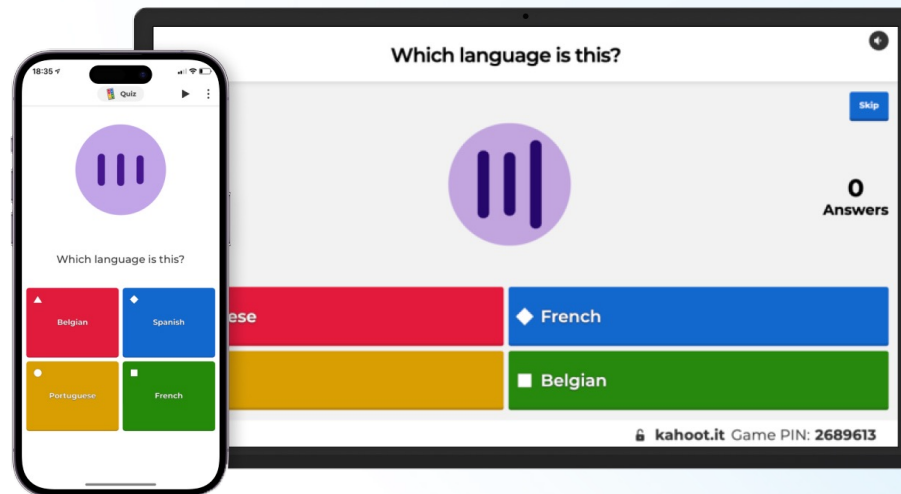 18:35
Quiz
Which language is this?
Belgian
Spanish
Portuguese
French
Which language is this?
Skip
0
Answers
ese
French
Belgian
kahoot.it Game PIN: 2689613